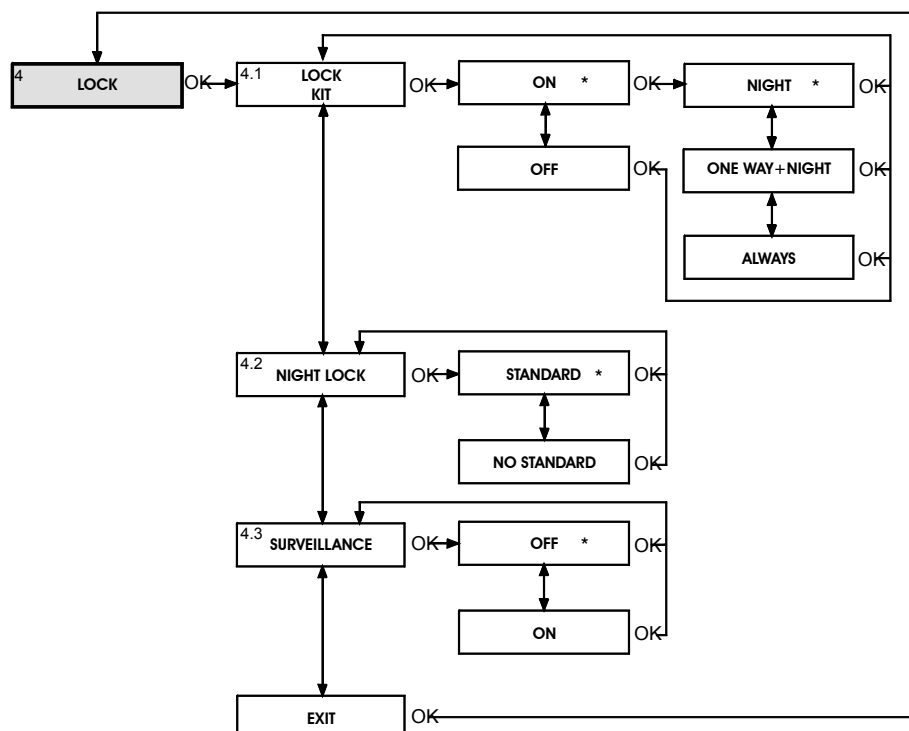 4 LOCK OK
4.1 LOCK KIT OK
ON * OK
NIGHT * OK
OFF OK
ONE WAY+NIGHT OK
ALWAYS OK
4.2 NIGHT LOCK OK
STANDARD * OK
NO STANDARD OK
4.3 SURVEILLANCE OK
OFF * OK
ON OK
EXIT OK